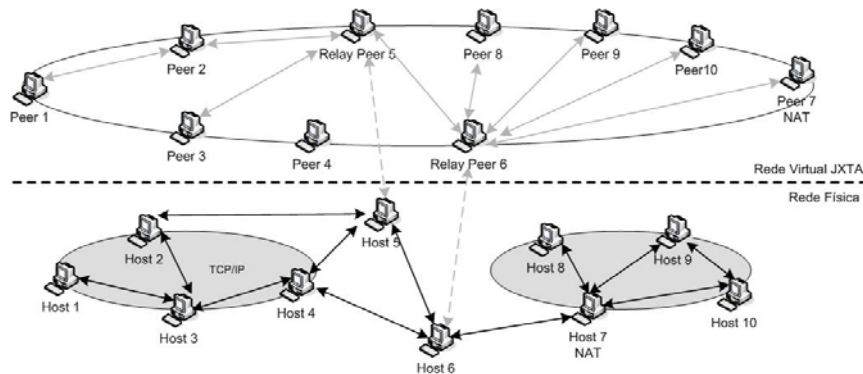 Peer 1
Peer 2
Relay Peer 5
Peer 8
Peer 9
Peer10
Peer 7
NAT
Peer 3
Peer 4
Relay Peer 6
Rede Virtual JXTA
Rede Física
Host 1
Host 2
TCP/IP
Host 3
Host 4
Host 5
Host 6
Host 7
NAT
Host 8
Host 9
Host 10